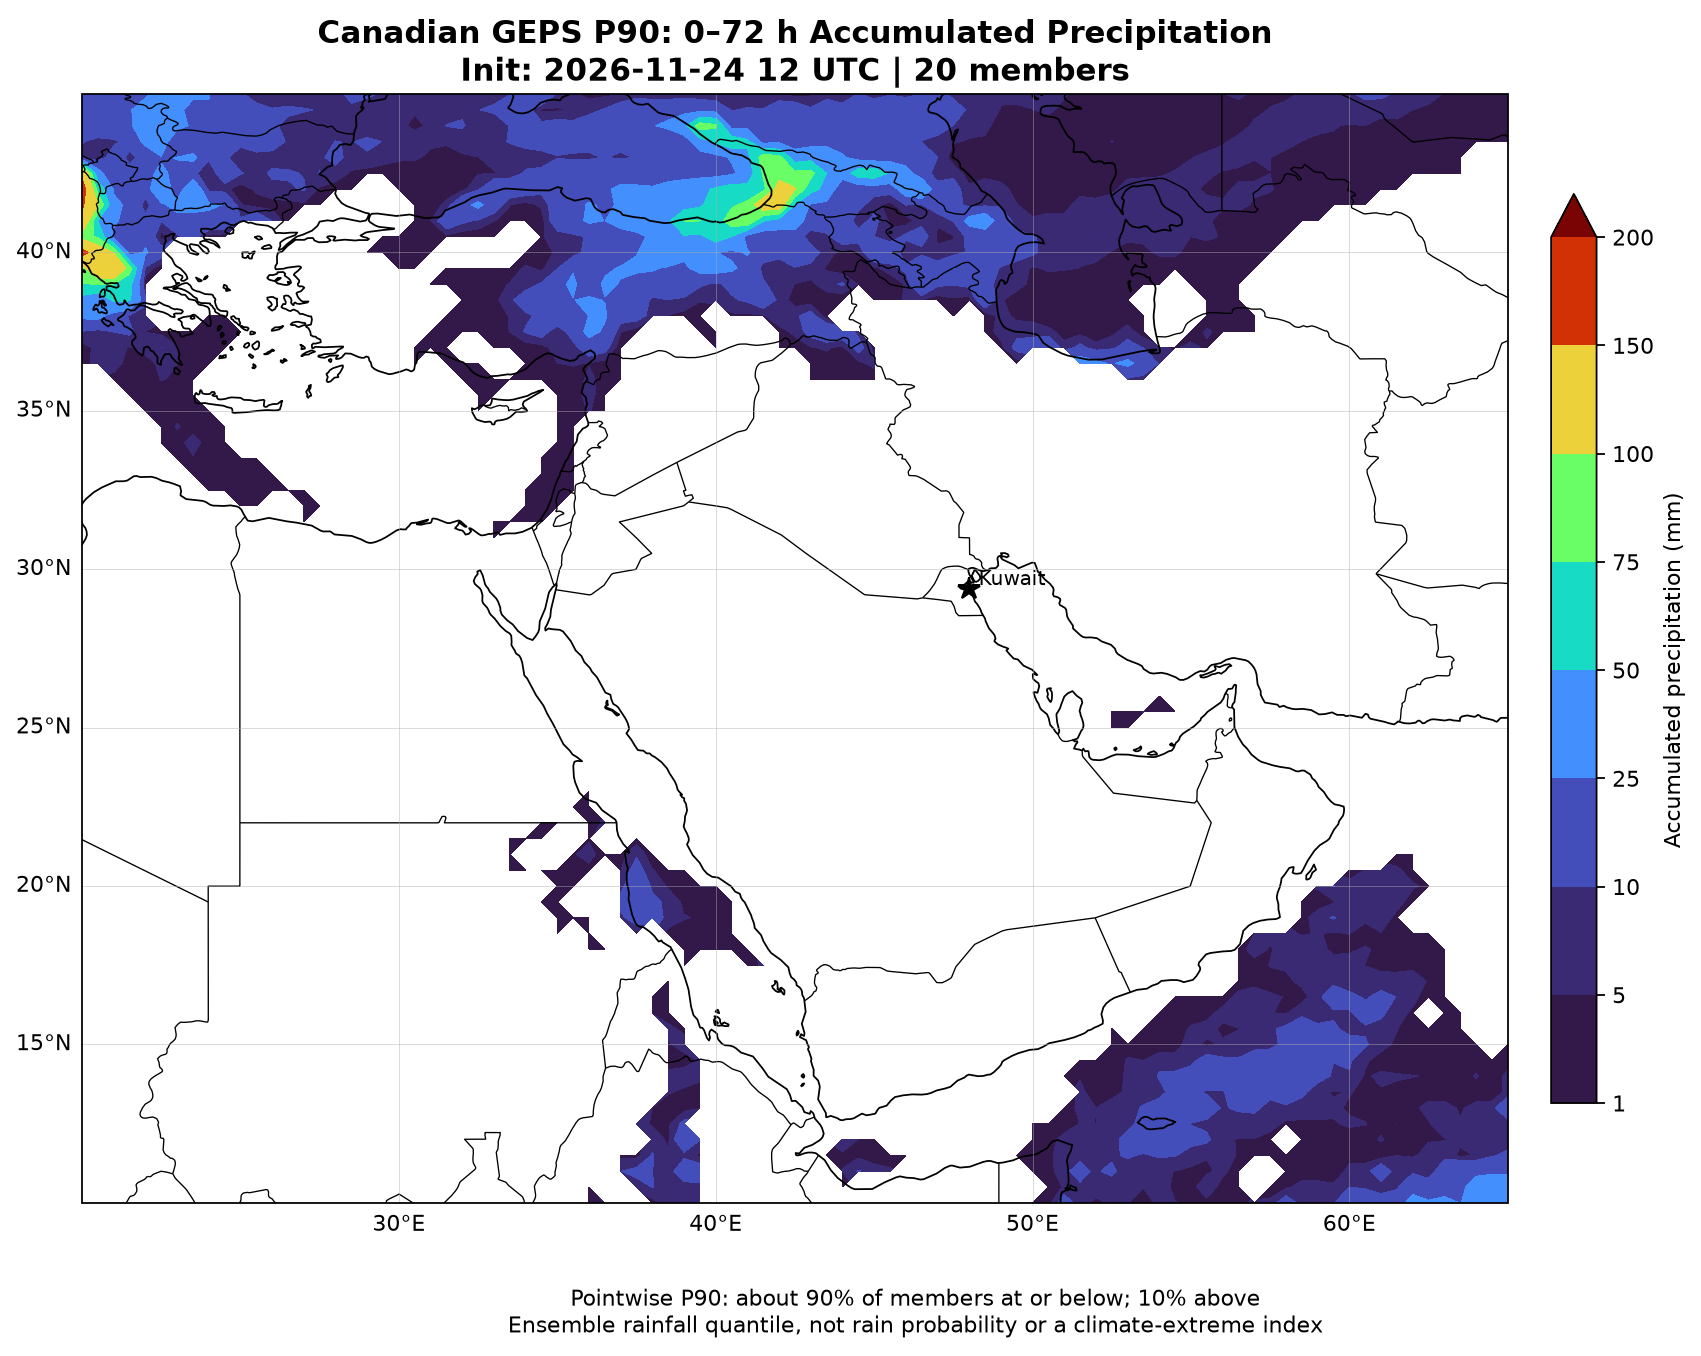 Canadian GEPS P90: 0–72 h Accumulated Precipitation
Init: 2026-11-24 12 UTC | 20 members
40°N
35°N
30°N
25°N
20°N
15°N
30°E
40°E
50°E
60°E
Kuwait
200
150
100
75
50
25
10
5
1
Accumulated precipitation (mm)
Pointwise P90: about 90% of members at or below; 10% above
Ensemble rainfall quantile, not rain probability or a climate-extreme index